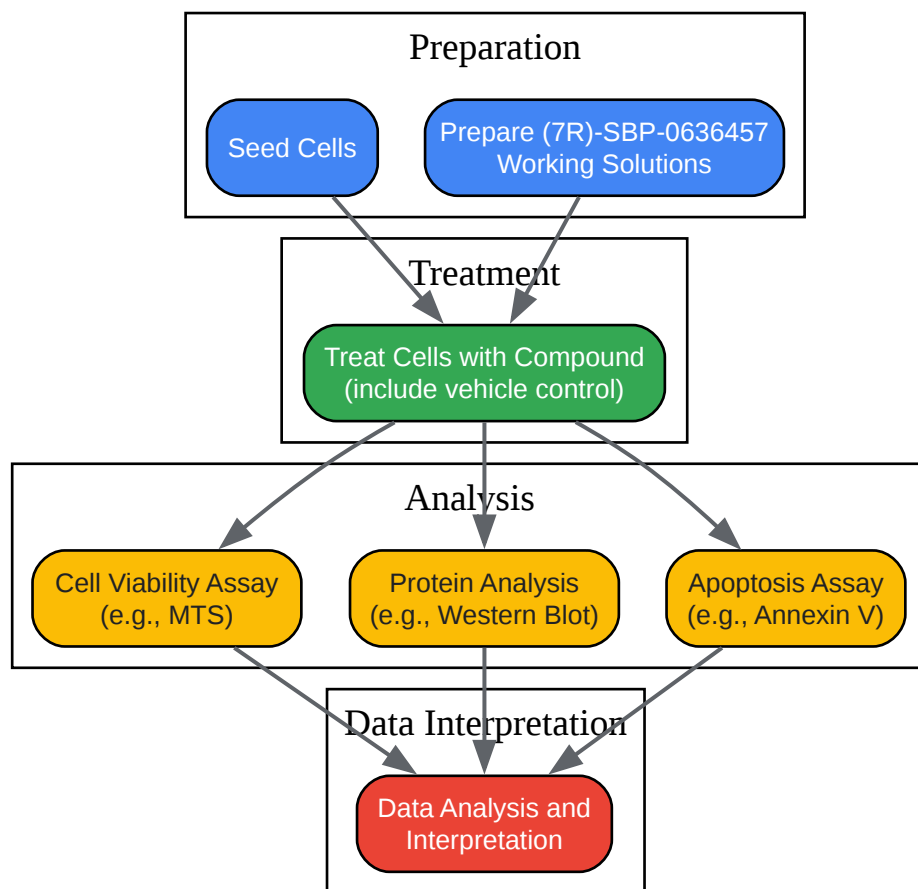 Preparation
Seed Cells
Prepare (7R)-SBP-0636457
Working Solutions
Treatment
Treat Cells with Compound
(include vehicle control)
Analysis
Cell Viability Assay
(e.g., MTS)
Protein Analysis
(e.g., Western Blot)
Apoptosis Assay
(e.g., Annexin V)
Data Interpretation
Data Analysis and
Interpretation